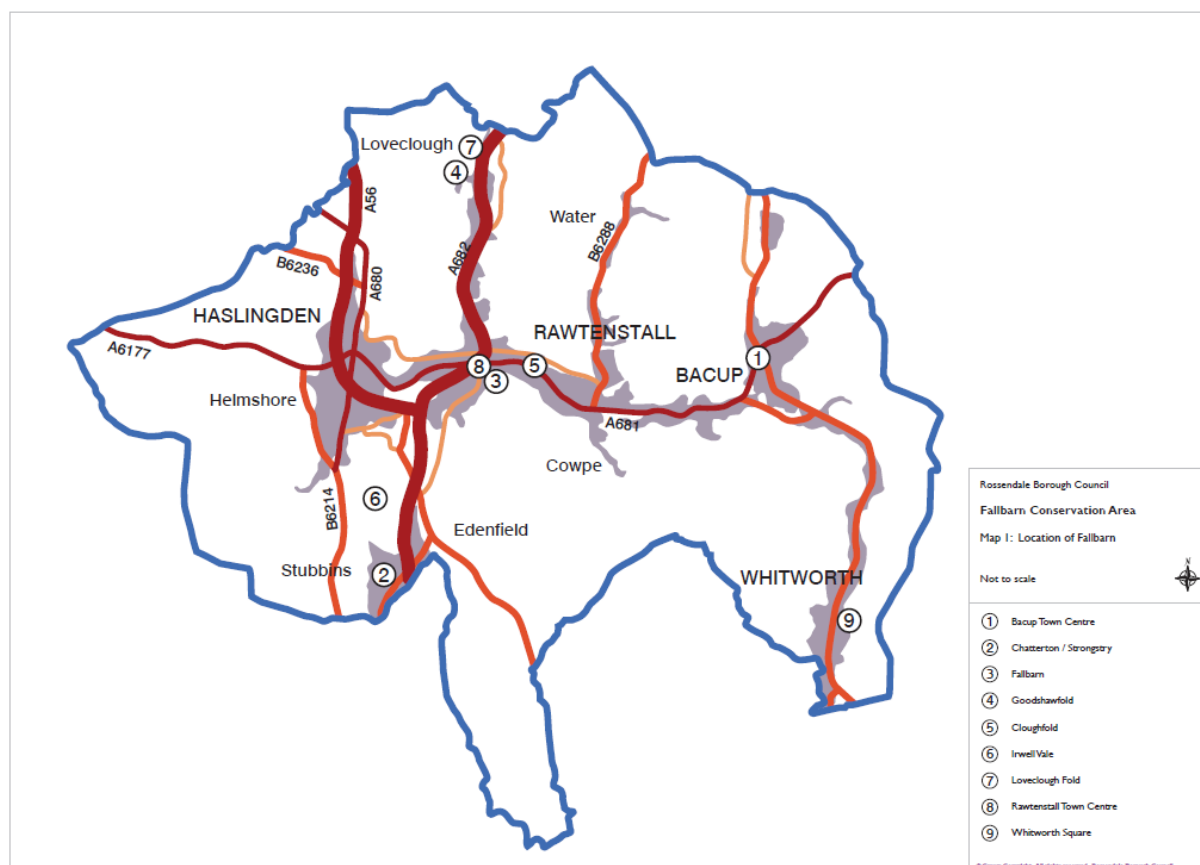 Loveclough
7
4
A56
Water
A682
B6288
B6236
A680
HASLINGDEN
RAWTENSTALL
A6177
8
5
1
3
BACUP
Helmshore
A681
Cowpe
6
B6214
Edenfield
Stubbins
2
WHITWORTH
9
Rossendale Borough Council
Fallbarn Conservation Area
Map 1: Location of Fallbarn
Not to scale
N
1 Bacup Town Centre
2 Chatterton / Strongstry
3 Fallbarn
4 Goodshawfold
5 Cloughfold
6 Irwell Vale
7 Loveclough Fold
8 Rawtenstall Town Centre
9 Whitworth Square